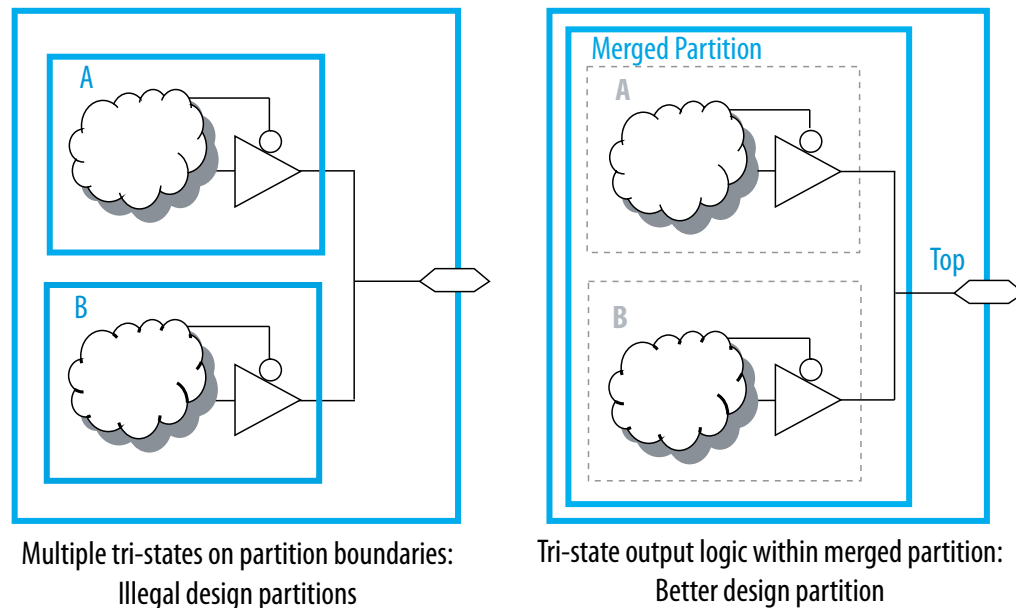 A
B
Multiple tri-states on partition boundaries:
Illegal design partitions
Merged Partition
A
B
Top
Tri-state output logic within merged partition:
Better design partition